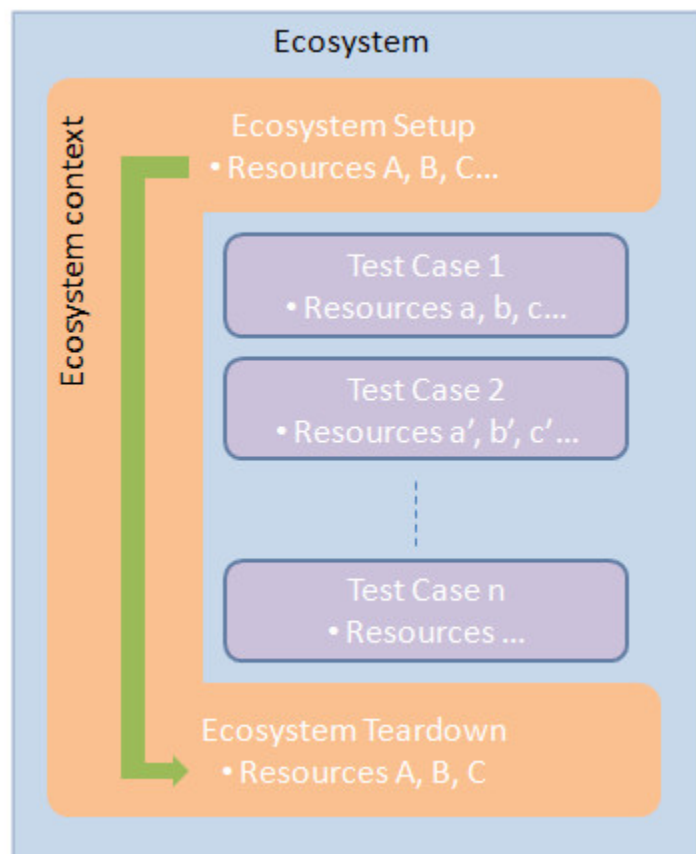 Ecosystem
Ecosystem context
Ecosystem Setup
• Resources A, B, C...
Test Case 1
• Resources a, b, c...
Test Case 2
• Resources a’, b’, c’...
Test Case n
• Resources ...
Ecosystem Teardown
• Resources A, B, C